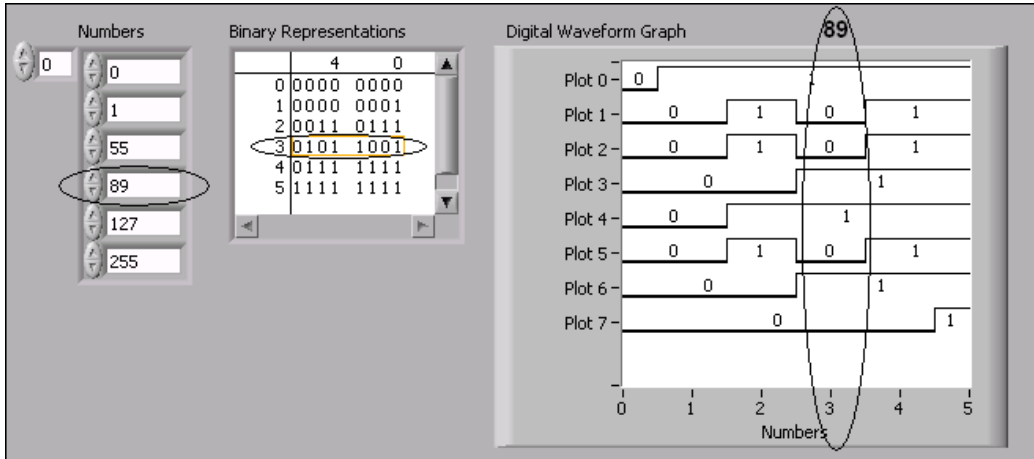 Numbers
0
0
1
55
89
127
255
Binary Representations
4 0
0 0000 0000
1 0000 0001
2 0011 0111
3 0101 1001
4 0111 1111
5 1111 1111
Digital Waveform Graph
89
Plot 0 0
Plot 1 0 1 0 1
Plot 2 0 1 0 1
Plot 3 0 1
Plot 4 0 1
Plot 5 0 1 0 1
Plot 6 0 1
Plot 7 0 1
0 1 2 3 4 5
Numbers